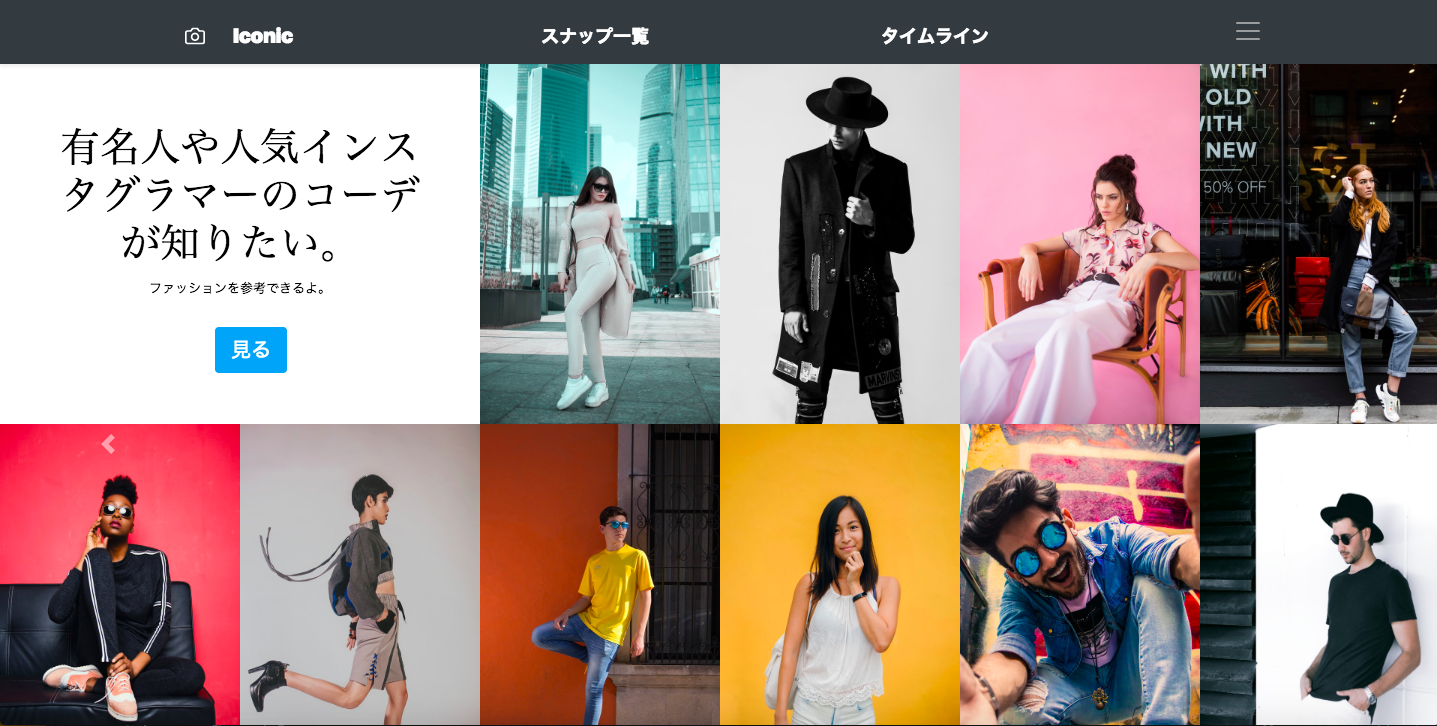 Iconic
スナップ一覧
タイムライン
有名人や人気インス
タグラマーのコーデ
が知りたい。
ファッションを参考できるよ。
見る
WITH
OLD
WITH
NEW
50% OFF